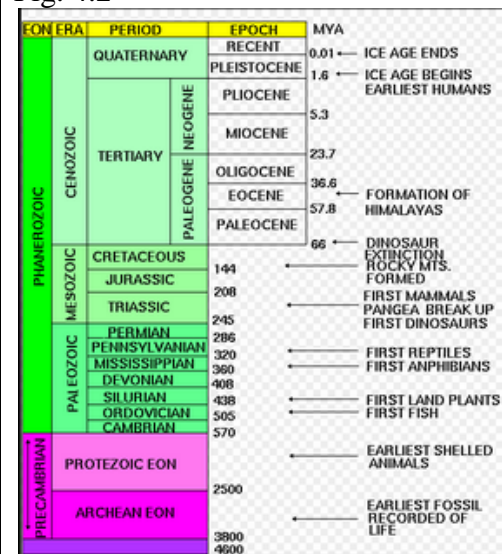 EON ERA PERIOD EPOCH MYA
PHANEROZOIC
CENOZOIC
QUATERNARY
RECENT
0.01 ICE AGE ENDS
PLEISTOCENE
1.6 ICE AGE BEGINS
EARLIEST HUMANS
TERTIARY
NEOGENE
PLIOCENE
5.3
MIOCENE
23.7
PALEOGENE
OLIGOCENE
36.6
EOCENE
FORMATION OF
HIMALAYAS
57.8
PALEOCENE
66 DINOSAUR
EXTINCTION
MESOZOIC
CRETACEOUS
ROCKY MTS.
FORMED
144
JURASSIC
208
TRIASSIC
FIRST MAMMALS
PANGEA BREAK UP
FIRST DINOSAURS
245
PALEOZOIC
PERMIAN
286
PENNSYLVANIAN
FIRST REPTILES
320
MISSISSIPPIAN
FIRST ANPHIBIANS
360
DEVONIAN
408
SILURIAN
FIRST LAND PLANTS
438
ORDOVICIAN
FIRST FISH
505
CAMBRIAN
570
PRECAMBRIAN
PROTEZOIC EON
EARLIEST SHELLED
ANIMALS
2500
ARCHEAN EON
EARLIEST FOSSIL
RECORDED OF
LIFE
3800
4600